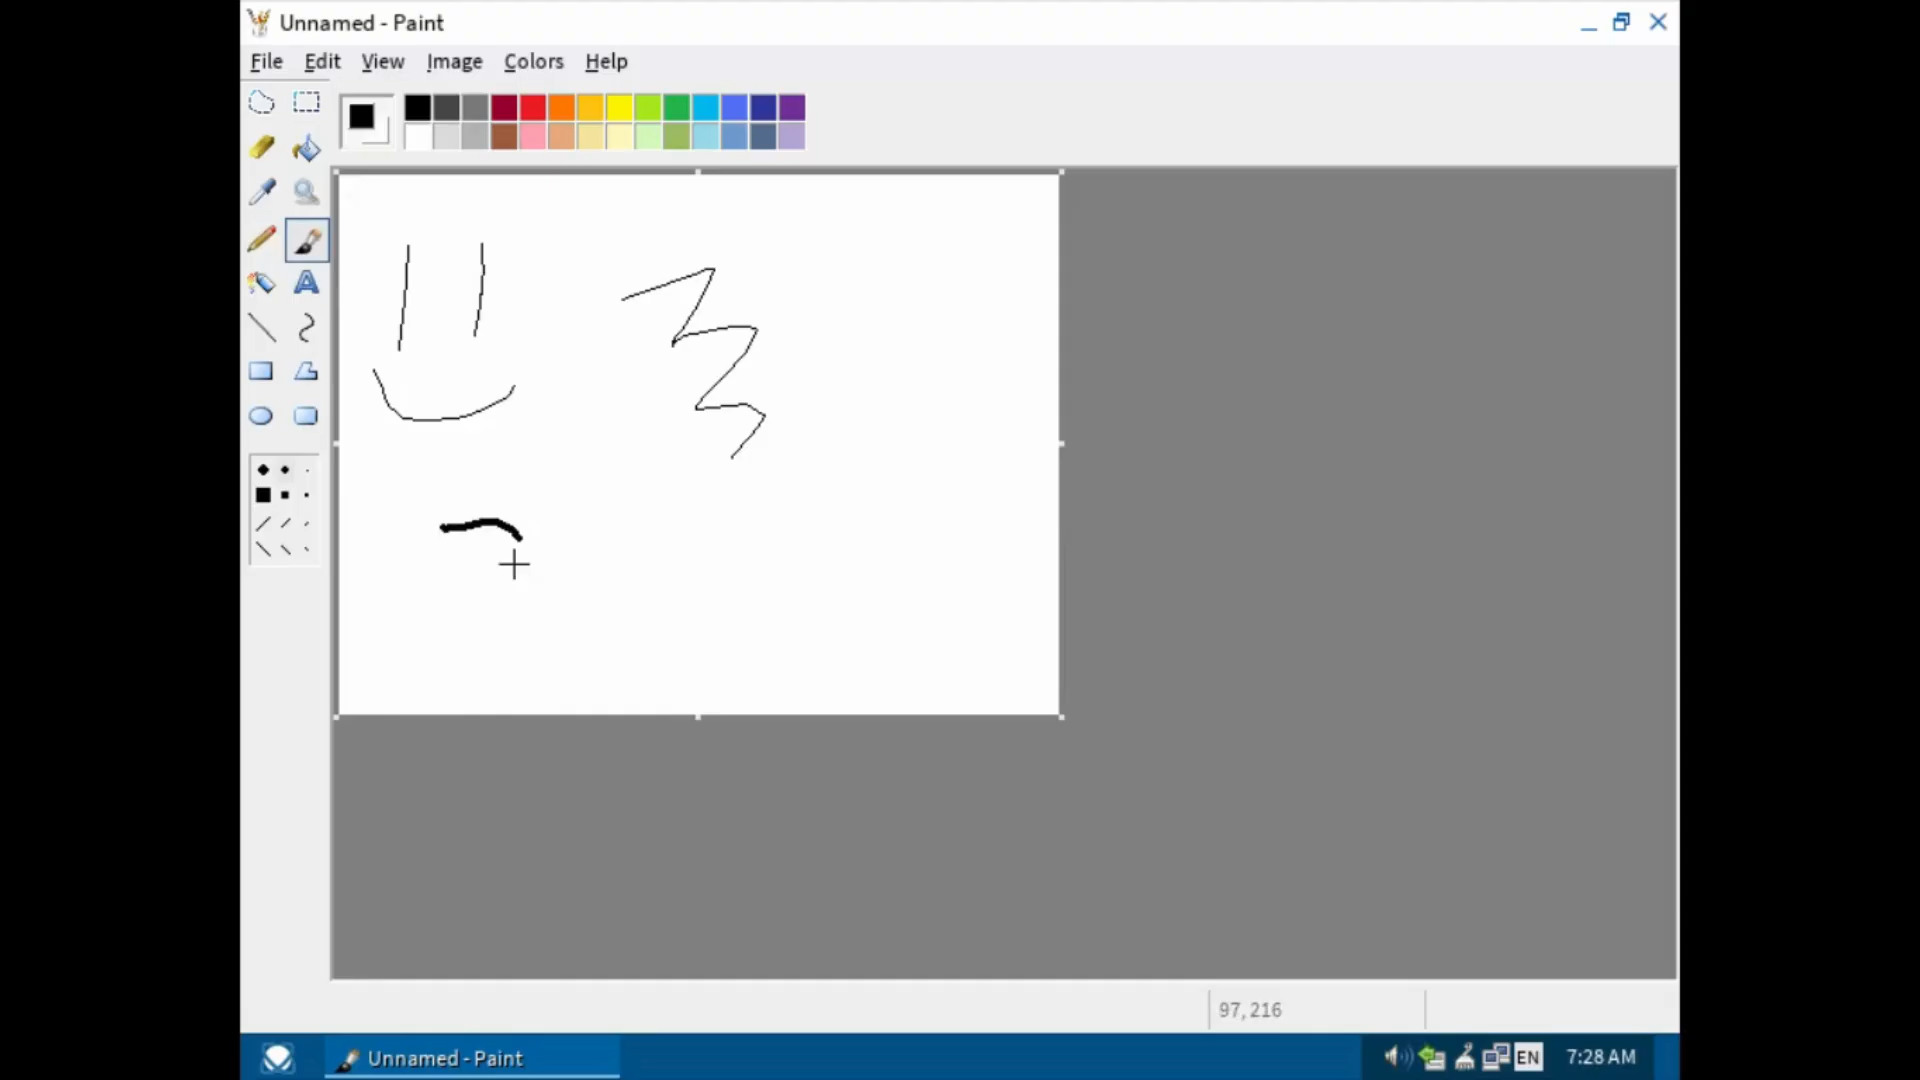 Unnamed - Paint
File Edit View Image Colors Help
97,216
Unnamed - Paint EN 7:28 AM